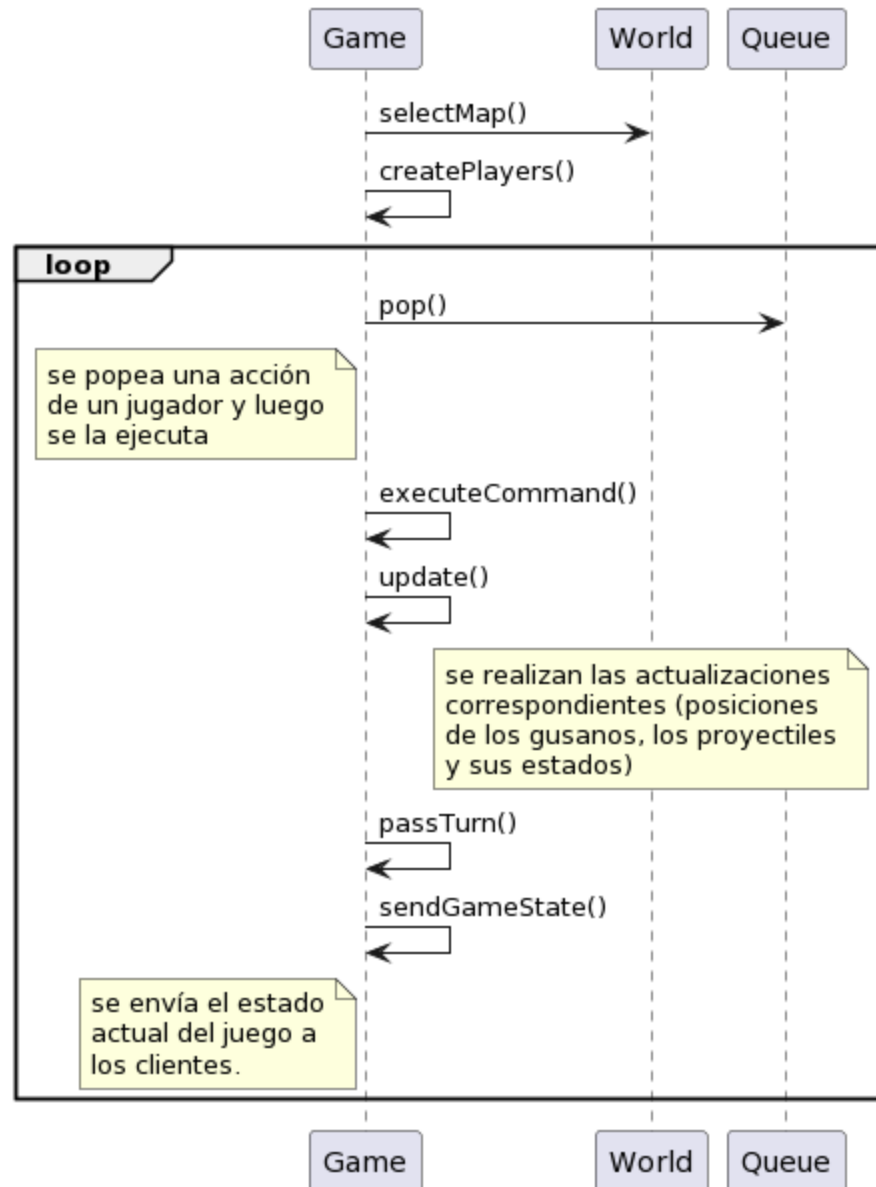 Game World Queue
selectMap()
createPlayers()
loop
pop()
se popea una acción
de un jugador y luego
se la ejecuta
executeCommand()
update()
se realizan las actualizaciones
correspondientes (posiciones
de los gusanos, los proyectiles
y sus estados)
passTurn()
sendGameState()
se envía el estado
actual del juego a
los clientes.
Game World Queue